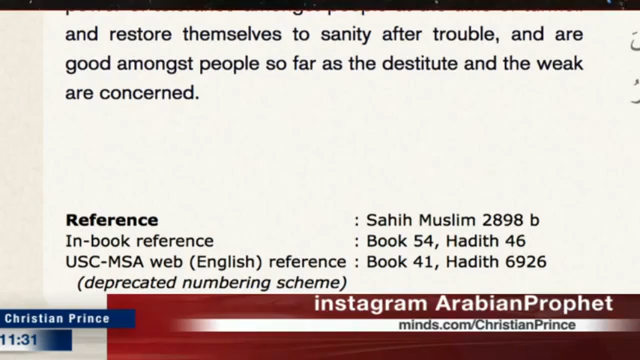 and restore themselves to sanity after trouble, and are
good amongst people so far as the destitute and the weak
are concerned.
Reference : Sahih Muslim 2898 b
In-book reference : Book 54, Hadith 46
USC-MSA web (English) reference : Book 41, Hadith 6926
(deprecated numbering scheme)
instagram ArabianProphet
Christian Prince
minds.com/ChristianPrince
11:31